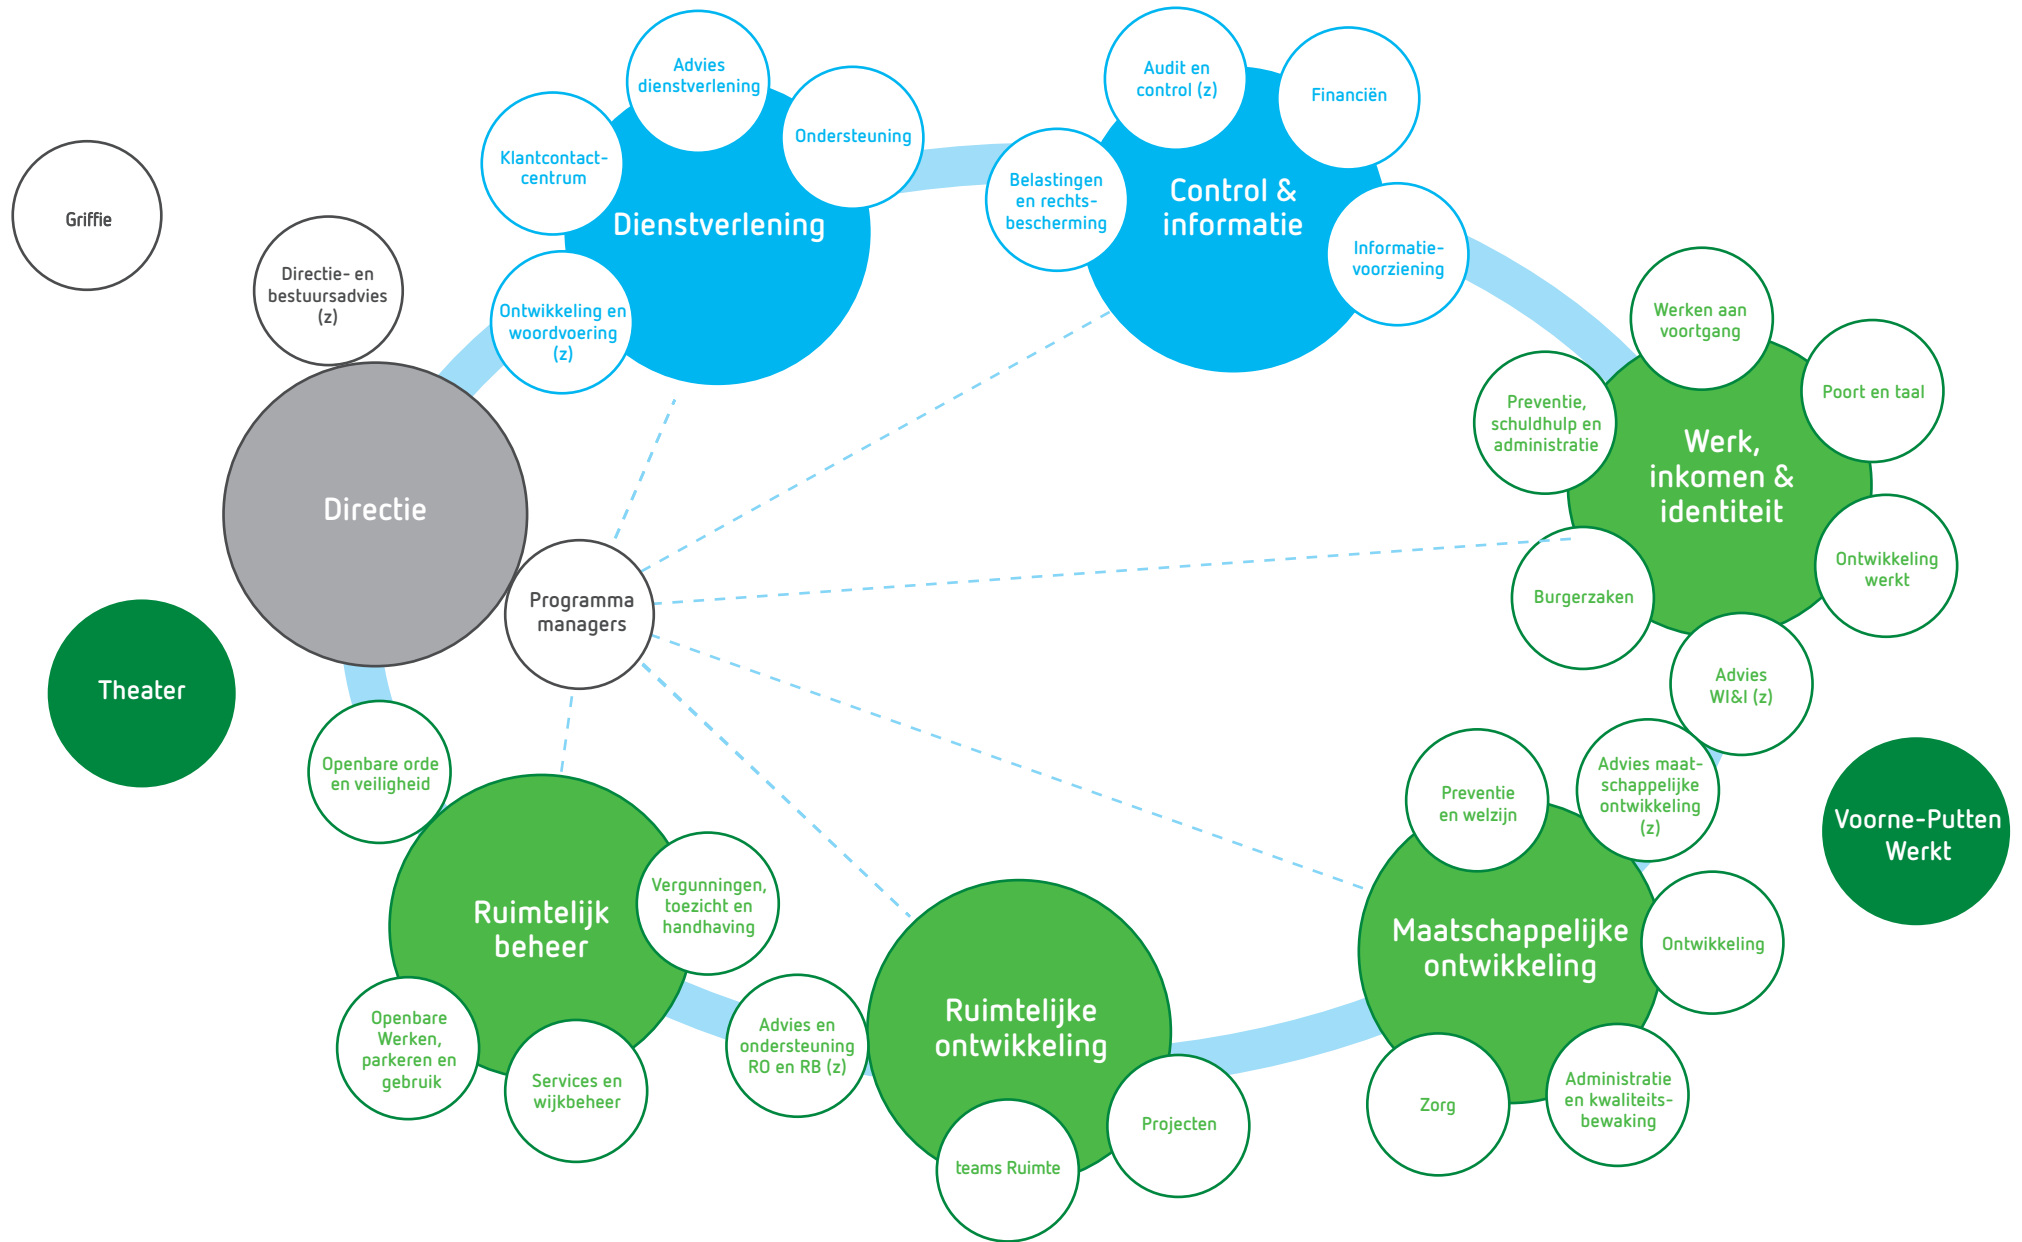 Griffie
Directie- en
bestuursadvies
(z)
Directie
Programma
managers
Theater
Advies
dienstverlening
Ondersteuning
Klantcontact-
centrum
Dienstverlening
Ontwikkeling en
woordvoering
(z)
Audit en
control (z)
Financiën
Belastingen
en rechts-
bescherming
Control &
informatie
Informatie-
voorziening
Werken aan
voortgang
Poort en taal
Preventie,
schuldhulp en
administratie
Werk,
inkomen &
identiteit
Ontwikkeling
werkt
Burgerzaken
Advies
WI&I (z)
Voorne-Putten
Werkt
Advies maat-
schappelijke
ontwikkeling
(z)
Preventie
en welzijn
Maatschappelijke
ontwikkeling
Ontwikkeling
Administratie
en kwaliteits-
bewaking
Zorg
Ruimtelijke
ontwikkeling
Projecten
teams Ruimte
Advies en
ondersteuning
RO en RB (z)
Openbare orde
en veiligheid
Ruimtelijk
beheer
Vergunningen,
toezicht en
handhaving
Openbare
Werken,
parkeren en
gebruik
Services en
wijkbeheer